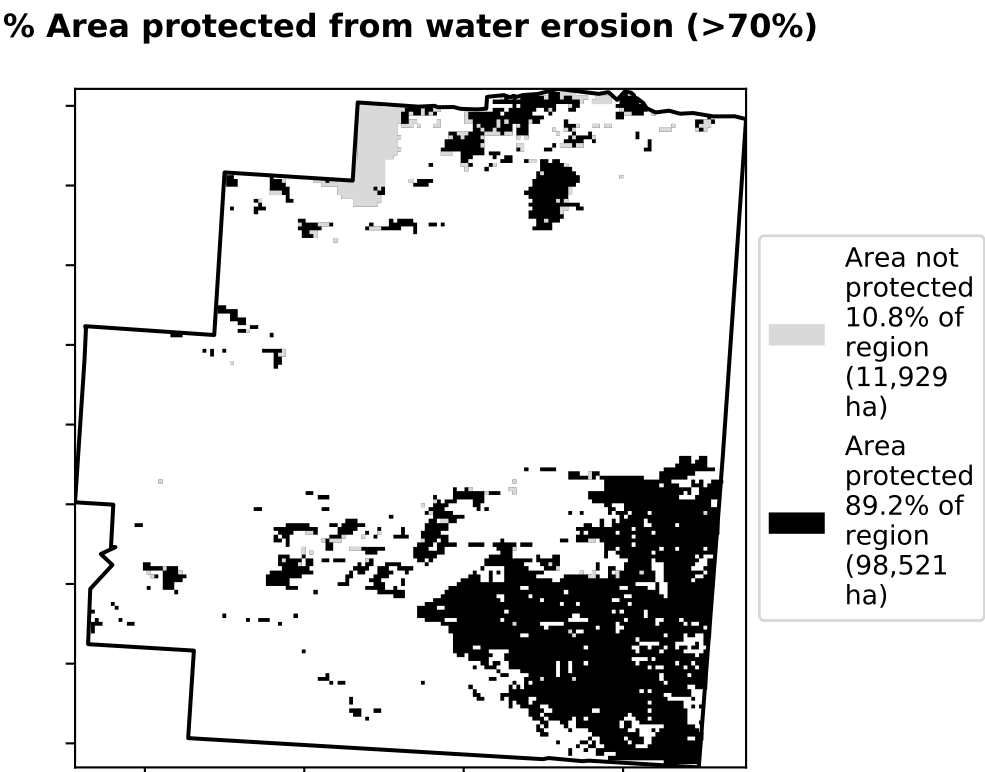 % Area protected from water erosion (>70%)
Area not
protected
10.8% of
region
(11,929
ha)
Area
protected
89.2% of
region
(98,521
ha)